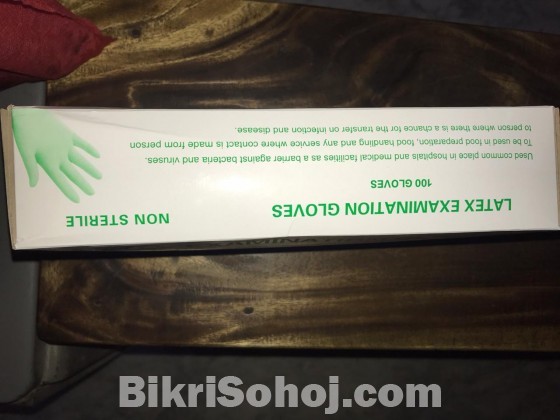 LATEX EXAMINATION GLOVES
NON STERILE
100 GLOVES
Used common place in hospitals and medical facilities as a barrier against and bacteria and viruses.
To be used in food preparation, food handling and any service where contact is made from person
to person where there is a chance for the transfer on infection and disease.
BikriSohoj.com